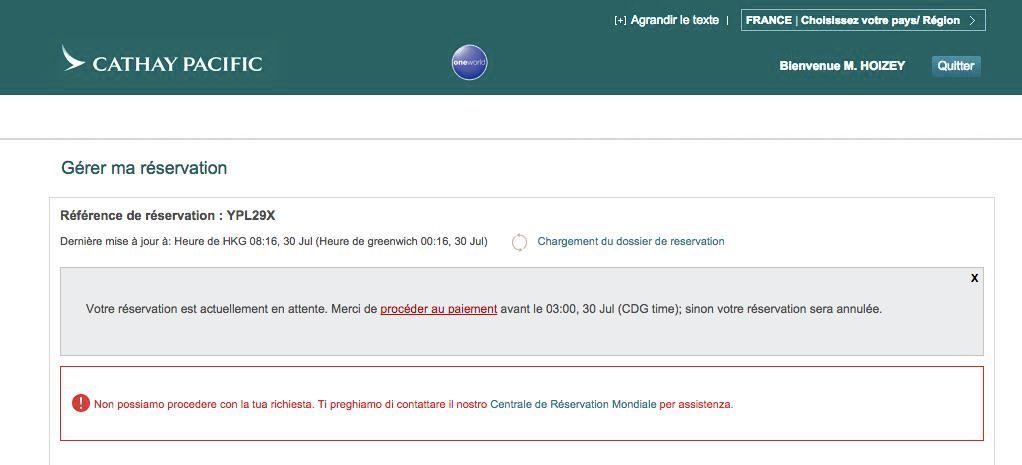 [+] Agrandir le texte | FRANCE | Choisissez votre pays/ Région >
CATHAY PACIFIC
oneworld
Bienvenue M. HOIZEY
Quitter
Gérer ma réservation
Référence de réservation : YPL29X
Dernière mise à jour à: Heure de HKG 08:16, 30 Jul (Heure de greenwich 00:16, 30 Jul)
Chargement du dossier de reservation
X
Votre réservation est actuellement en attente. Merci de procéder au paiement avant le 03:00, 30 Jul (CDG time); sinon votre réservation sera annulée.
! Non possiamo procedere con la tua richiesta. Ti preghiamo di contattare il nostro Centrale de Réservation Mondiale per assistenza.